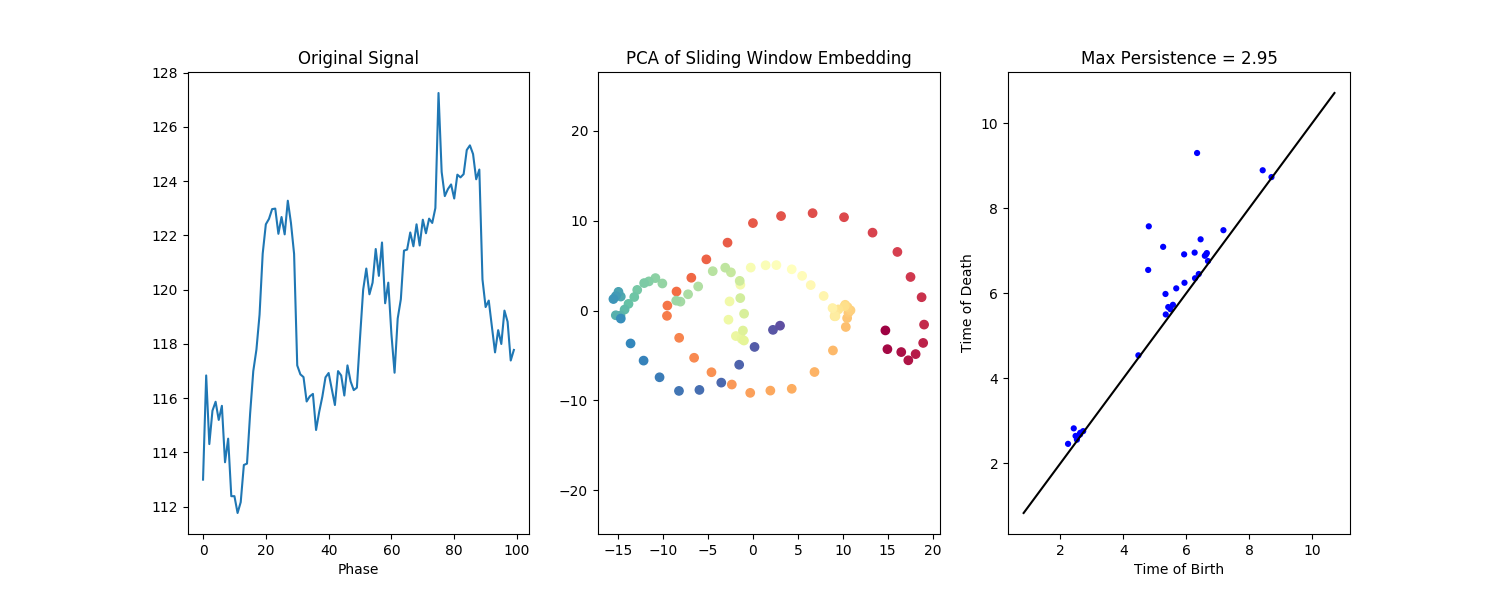 Original Signal
128
126
124
122
120
118
116
114
112
0 20 40 60 80 100
Phase
PCA of Sliding Window Embedding
20
10
0
−10
−20
−15 −10 −5 0 5 10 15 20
Max Persistence = 2.95
Time of Death
10
8
6
4
2
2 4 6 8 10
Time of Birth